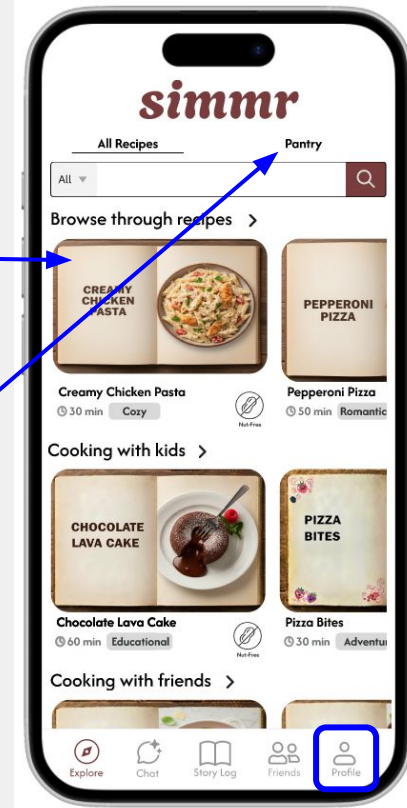 simmr
All Recipes Pantry
All
Browse through recipes >
CREAMY
CHICKEN
PASTA
PEPPERONI
PIZZA
Creamy Chicken Pasta
30 min Cozy
Nut-Free
Pepperoni Pizza
50 min Romantic
Cooking with kids >
CHOCOLATE
LAVA CAKE
PIZZA
BITES
Chocolate Lava Cake
60 min Educational
Nut-Free
Pizza Bites
30 min Adventu
Cooking with friends >
Explore Chat Story Log Friends Profile